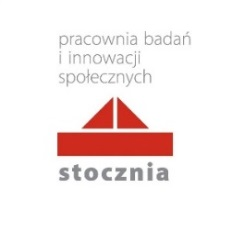 pracownia badań
i innowacji
społecznych
stocznia